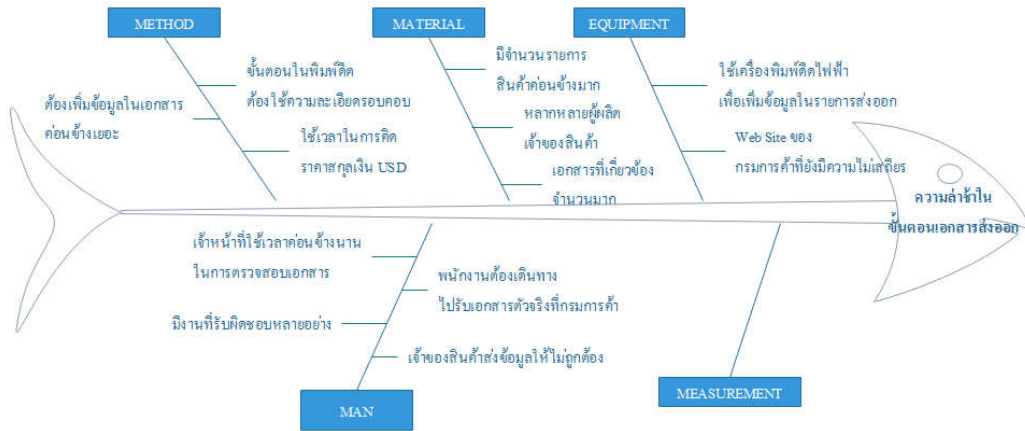 METHOD
MATERIAL
EQUIPMENT
ขั้นตอนในพิมพ์ดีด
ต้องใช้ความละเอียดรอบคอบ
ต้องเพิ่มข้อมูลในเอกสาร
ค่อนข้างเยอะ
ใช้เวลาในการคิด
ราคาสกุลเงิน USD
มีจำนวนรายการ
สินค้าค่อนข้างมาก
หลากหลายผู้ผลิต
เจ้าของสินค้า
เอกสารที่เกี่ยวข้อง
จำนวนมาก
ใช้เครื่องพิมพ์ดีดไฟฟ้า
เพื่อเพิ่มข้อมูลในรายการส่งออก
Web Site ของ
กรมการค้าที่ยังมีความไม่เสถียร
ความล่าช้าใน
ขั้นตอนเอกสารส่งออก
เจ้าหน้าที่ใช้เวลาค่อนข้างนาน
ในการตรวจสอบเอกสาร
พนักงานต้องเดินทาง
ไปรับเอกสารตัวจริงที่กรมการค้า
มีงานที่รับผิดชอบหลายอย่าง
เจ้าของสินค้าส่งข้อมูลให้ไม่ถูกต้อง
MAN
MEASUREMENT